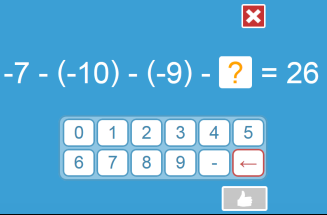 -7 - (-10) - (-9) - ? = 26
0 1 2 3 4 5
6 7 8 9 - ←